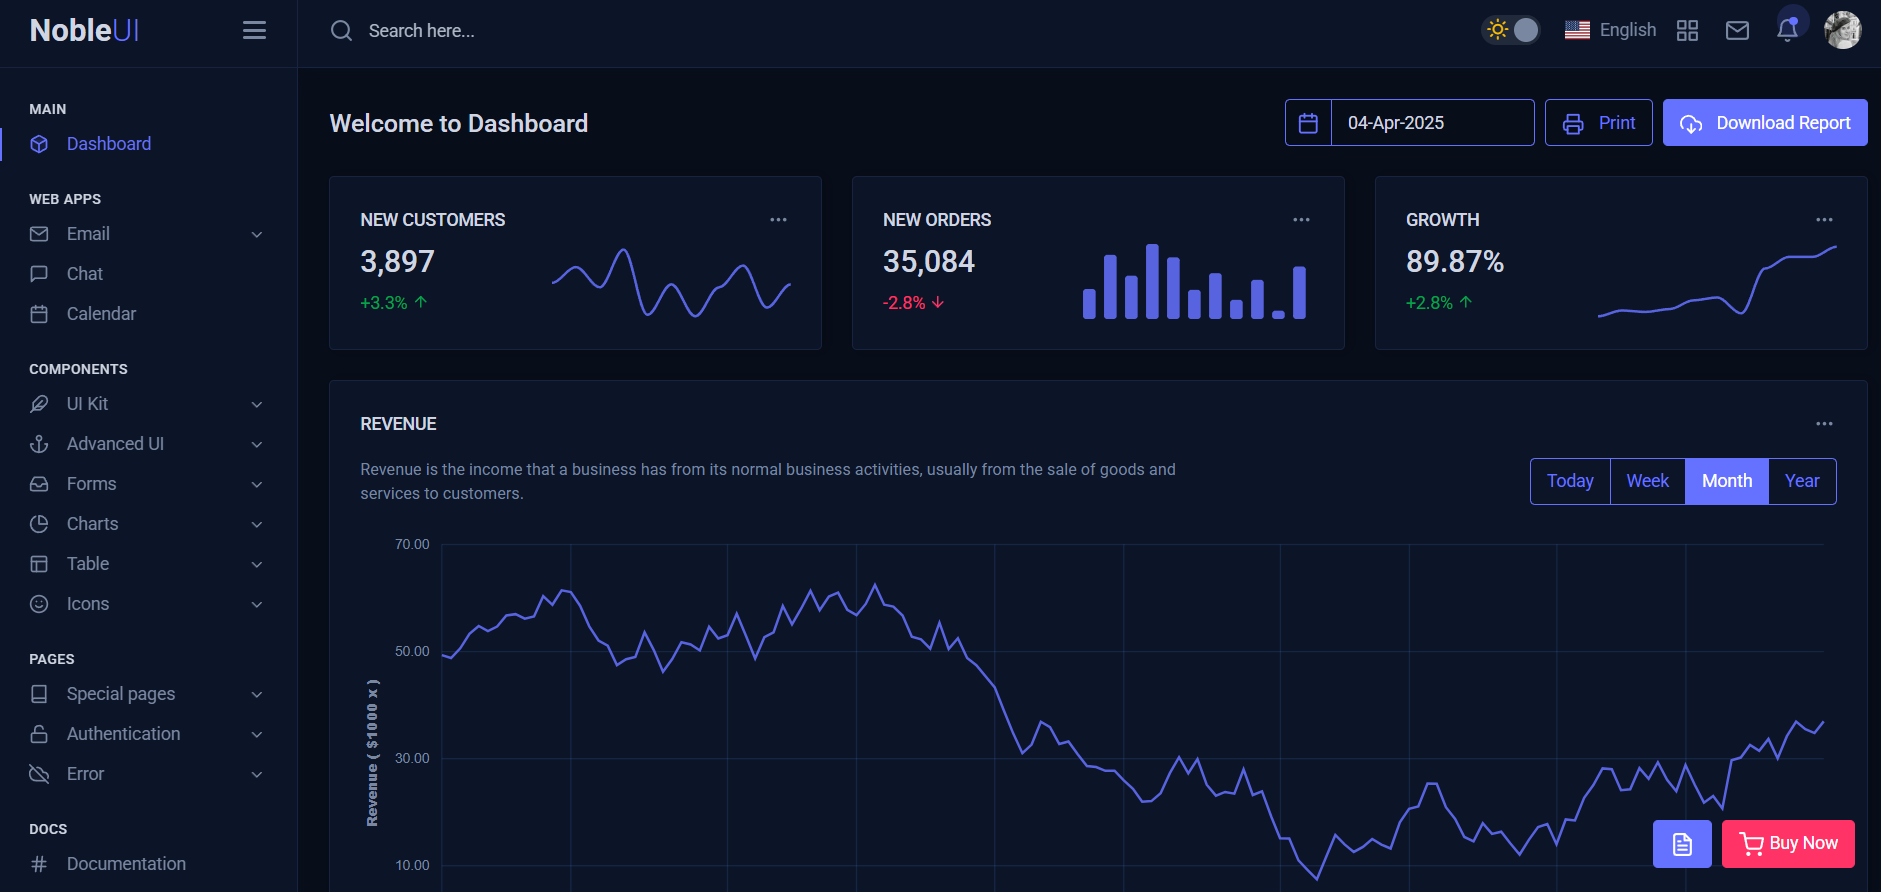 NobleUI
Search here...
English
MAIN
Dashboard
WEB APPS
Email
Chat
Calendar
COMPONENTS
UI Kit
Advanced UI
Forms
Charts
Table
Icons
PAGES
Special pages
Authentication
Error
DOCS
Documentation
Welcome to Dashboard
04-Apr-2025
Print
Download Report
NEW CUSTOMERS
3,897
+3.3%
NEW ORDERS
35,084
-2.8%
GROWTH
89.87%
+2.8%
REVENUE
Revenue is the income that a business has from its normal business activities, usually from the sale of goods and
services to customers.
Today Week Month Year
70.00
50.00
30.00
10.00
Revenue ( $1000 x )
Buy Now